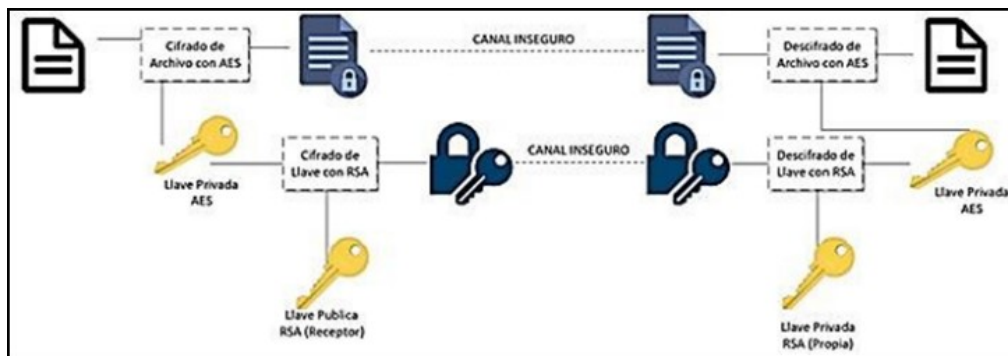 Cifrado de
Archivo con AES
CANAL INSEGURO
Descifrado de
Archivo con AES
Llave Privada
AES
Cifrado de
Llave con RSA
CANAL INSEGURO
Descifrado de
Llave con RSA
Llave Privada
AES
Llave Publica
RSA (Receptor)
Llave Privada
RSA (Propia)